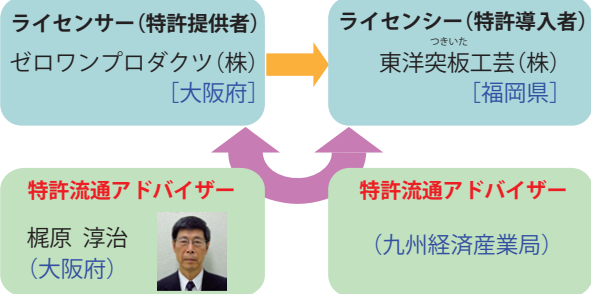 ライセンサー（特許提供者）
ゼロワンプロダクツ（株）
［大阪府］
ライセンシー（特許導入者）
つきいた
東洋突板工芸（株）
［福岡県］
特許流通アドバイザー
梶原 淳治
（大阪府）
特許流通アドバイザー
（九州経済産業局）